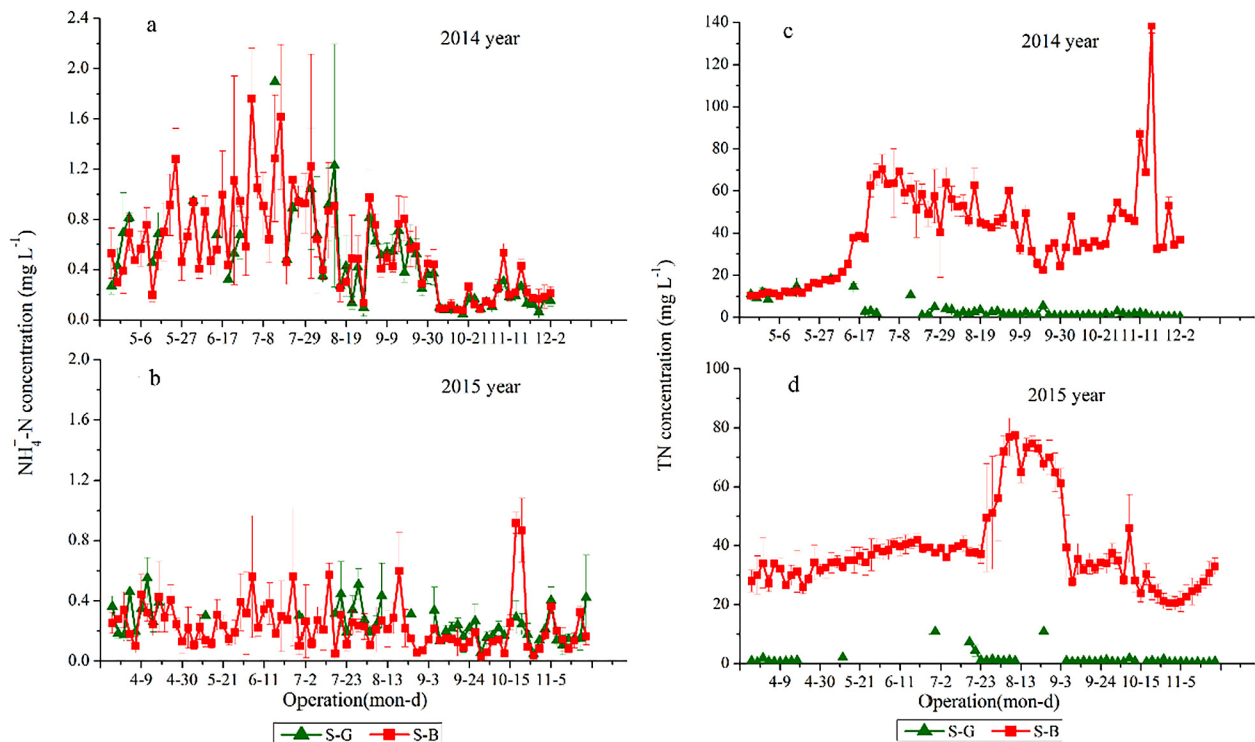 a
2014 year
2.4
2.0
1.6
1.2
0.8
0.4
0.0
5-6 5-27 6-17 7-8 7-29 8-19 9-9 9-30 10-21 11-11 12-2
b
2015 year
2.0
1.6
1.2
0.8
0.4
0.0
4-9 4-30 5-21 6-11 7-2 7-23 8-13 9-3 9-24 10-15 11-5
NH₄⁻-N concentration (mg L⁻¹)
Operation(mon-d)
S-G S-B
c
2014 year
140
120
100
80
60
40
20
0
5-6 5-27 6-17 7-8 7-29 8-19 9-9 9-30 10-21 11-11 12-2
d
2015 year
100
80
60
40
20
0
4-9 4-30 5-21 6-11 7-2 7-23 8-13 9-3 9-24 10-15 11-5
TN concentration (mg L⁻¹)
Operation(mon-d)
S-G S-B